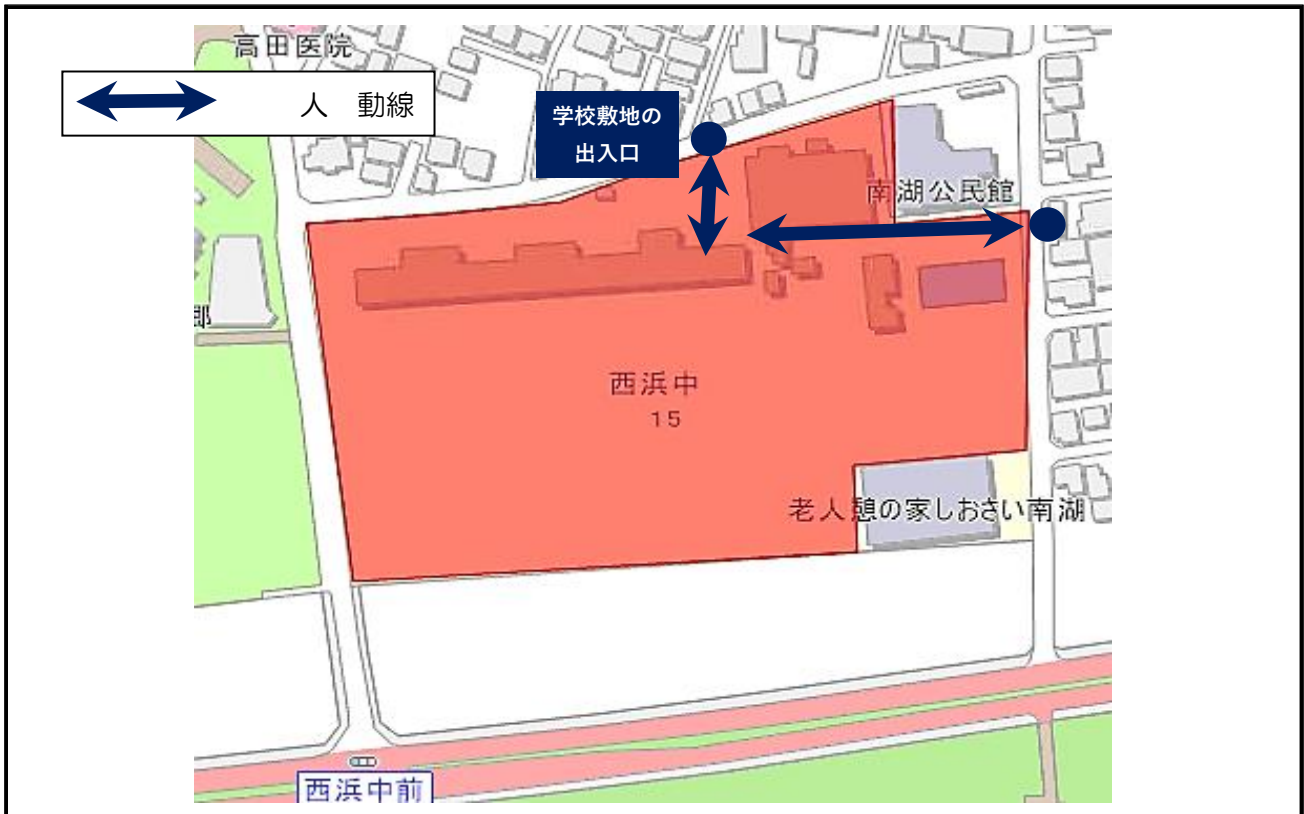 高田医院
人　動線
学校敷地の
出入口
南湖公民館
郷
西浜中
15
老人憩の家しおさい南湖
西浜中前